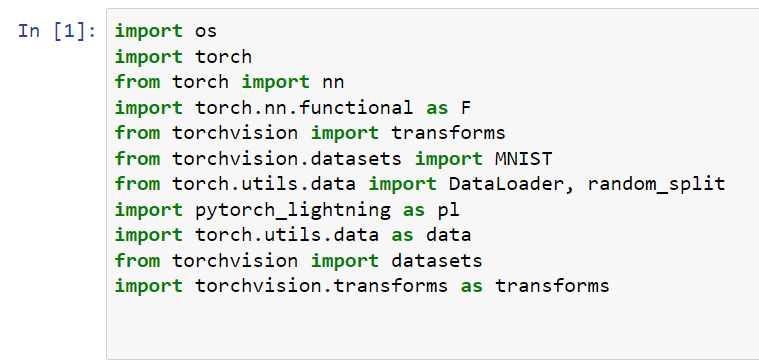 In [1]: import os
import torch
from torch import nn
import torch.nn.functional as F
from torchvision import transforms
from torchvision.datasets import MNIST
from torch.utils.data import DataLoader, random_split
import pytorch_lightning as pl
import torch.utils.data as data
from torchvision import datasets
import torchvision.transforms as transforms